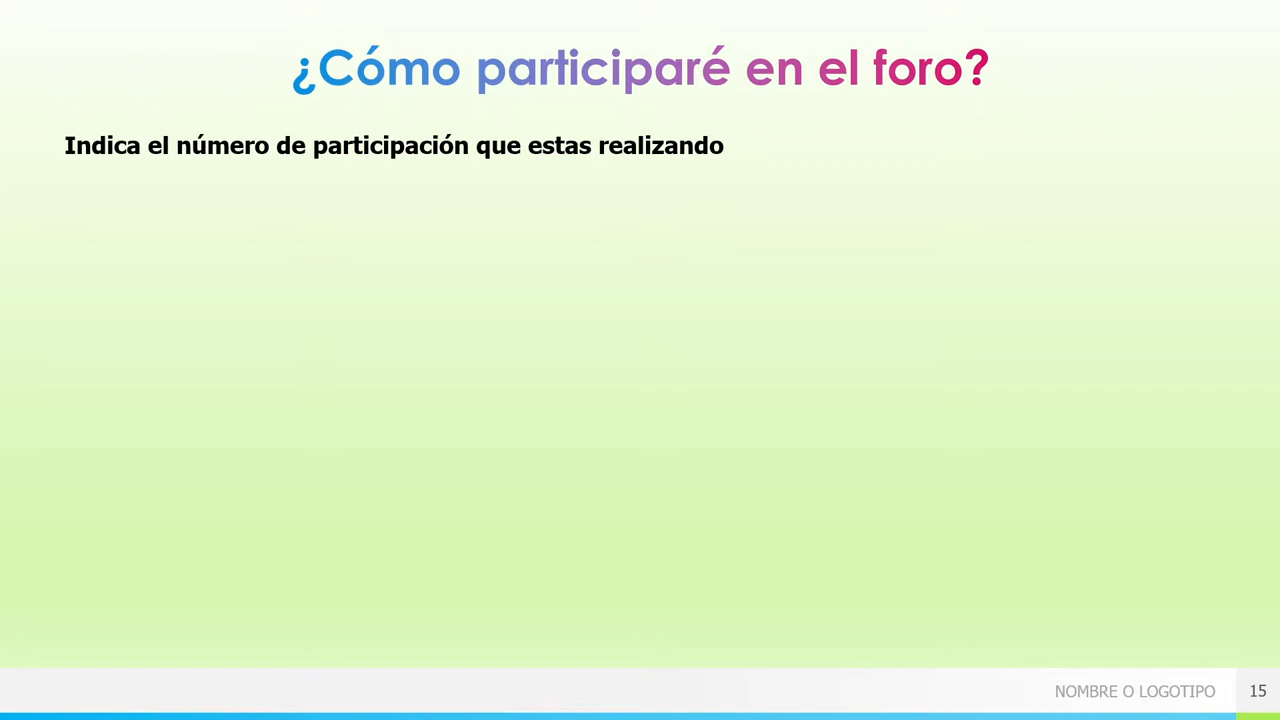 ¿Cómo participaré en el foro?
Indica el número de participación que estas realizando
NOMBRE O LOGOTIPO
15